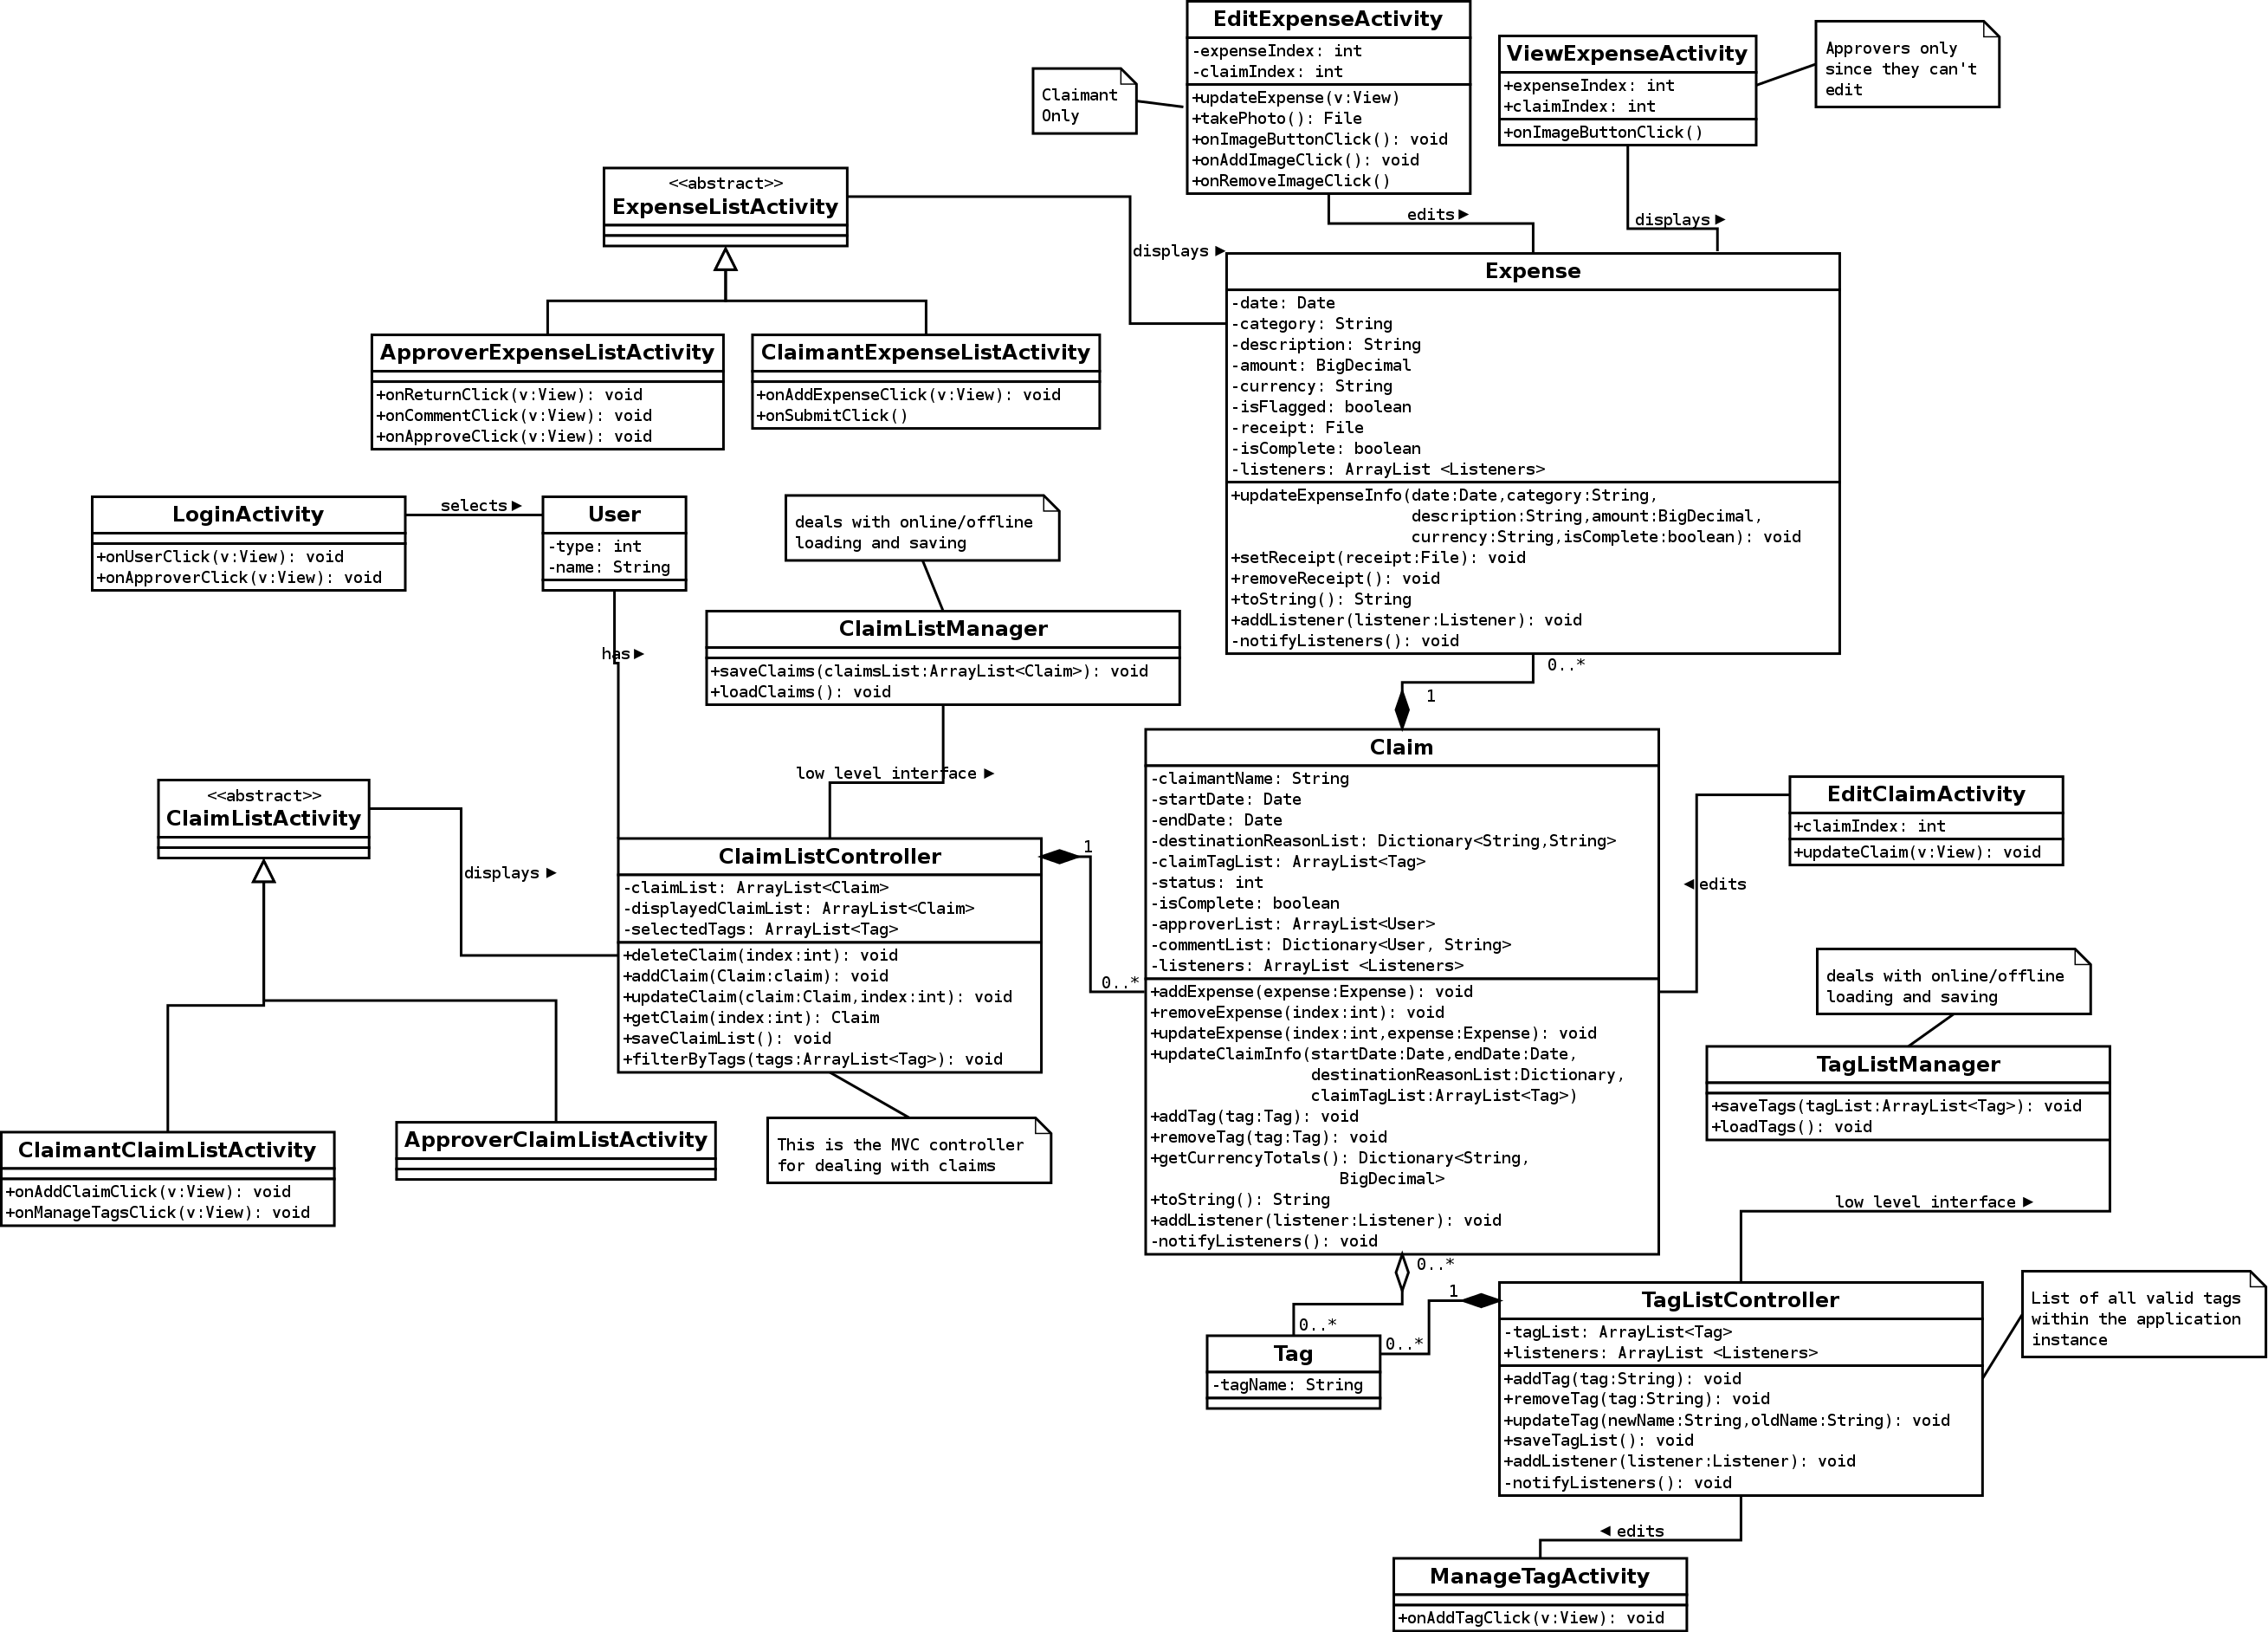 EditExpenseActivity
-expenseIndex: int
-claimIndex: int
+updateExpense(v:View)
+takePhoto(): File
+onImageButtonClick(): void
+onAddImageClick(): void
+onRemoveImageClick()
Claimant
Only
ViewExpenseActivity
+expenseIndex: int
+claimIndex: int
+onImageButtonClick()
Approvers only
since they can't
edit
<<abstract>>
ExpenseListActivity
edits ►
displays ►
displays ►
ApproverExpenseListActivity
+onReturnClick(v:View): void
+onCommentClick(v:View): void
+onApproveClick(v:View): void
ClaimantExpenseListActivity
+onAddExpenseClick(v:View): void
+onSubmitClick()
Expense
-date: Date
-category: String
-description: String
-amount: BigDecimal
-currency: String
-isFlagged: boolean
-receipt: File
-isComplete: boolean
-listeners: ArrayList <Listeners>
+updateExpenseInfo(date:Date,category:String,
description:String,amount:BigDecimal,
currency:String,isComplete:boolean): void
+setReceipt(receipt:File): void
+removeReceipt(): void
+toString(): String
+addListener(listener:Listener): void
-notifyListeners(): void
LoginActivity
+onUserClick(v:View): void
+onApproverClick(v:View): void
selects ►
User
-type: int
-name: String
deals with online/offline
loading and saving
has ►
ClaimListManager
+saveClaims(claimsList:ArrayList<Claim>): void
+loadClaims(): void
0..*
1
low level interface ►
<<abstract>>
ClaimListActivity
displays ►
ClaimListController
-claimList: ArrayList<Claim>
-displayedClaimList: ArrayList<Claim>
-selectedTags: ArrayList<Tag>
+deleteClaim(index:int): void
+addClaim(Claim:claim): void
+updateClaim(claim:Claim,index:int): void
+getClaim(index:int): Claim
+saveClaimList(): void
+filterByTags(tags:ArrayList<Tag>): void
1
0..*
Claim
-claimantName: String
-startDate: Date
-endDate: Date
-destinationReasonList: Dictionary<String,String>
-claimTagList: ArrayList<Tag>
-status: int
-isComplete: boolean
-approverList: ArrayList<User>
-commentList: Dictionary<User, String>
-listeners: ArrayList <Listeners>
+addExpense(expense:Expense): void
+removeExpense(index:int): void
+updateExpense(index:int,expense:Expense): void
+updateClaimInfo(startDate:Date,endDate:Date,
destinationReasonList:Dictionary,
claimTagList:ArrayList<Tag>)
+addTag(tag:Tag): void
+removeTag(tag:Tag): void
+getCurrencyTotals(): Dictionary<String,
BigDecimal>
+toString(): String
+addListener(listener:Listener): void
-notifyListeners(): void
EditClaimActivity
+claimIndex: int
+updateClaim(v:View): void
◄ edits
deals with online/offline
loading and saving
TagListManager
+saveTags(tagList:ArrayList<Tag>): void
+loadTags(): void
ClaimantClaimListActivity
+onAddClaimClick(v:View): void
+onManageTagsClick(v:View): void
ApproverClaimListActivity
This is the MVC controller
for dealing with claims
low level interface ►
0..*
0..*
1
0..*
Tag
-tagName: String
TagListController
-tagList: ArrayList<Tag>
+listeners: ArrayList <Listeners>
+addTag(tag:String): void
+removeTag(tag:String): void
+updateTag(newName:String,oldName:String): void
+saveTagList(): void
+addListener(listener:Listener): void
-notifyListeners(): void
List of all valid tags
within the application
instance
◄ edits
ManageTagActivity
+onAddTagClick(v:View): void